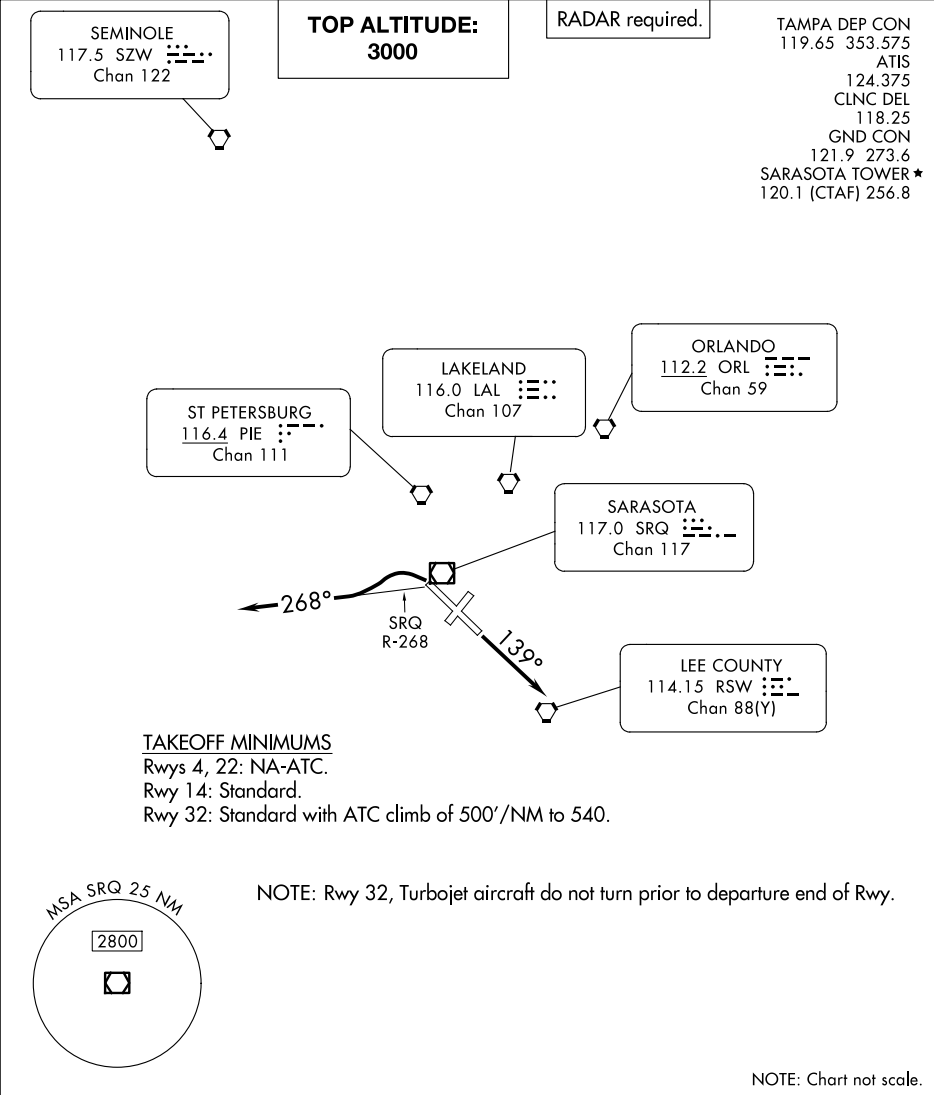 SEMINOLE
117.5 SZW
Chan 122
TOP ALTITUDE:
3000
RADAR required.
TAMPA DEP CON
119.65 353.575
ATIS
124.375
CLNC DEL
118.25
GND CON
121.9 273.6
SARASOTA TOWER ★
120.1 (CTAF) 256.8
ORLANDO
112.2 ORL
Chan 59
LAKELAND
116.0 LAL
Chan 107
ST PETERSBURG
116.4 PIE
Chan 111
SARASOTA
117.0 SRQ
Chan 117
268°
SRQ
R-268
139°
LEE COUNTY
114.15 RSW
Chan 88(Y)
TAKEOFF MINIMUMS
Rwys 4, 22: NA-ATC.
Rwy 14: Standard.
Rwy 32: Standard with ATC climb of 500'/NM to 540.
MSA SRQ 25 NM
2800
NOTE: Rwy 32, Turbojet aircraft do not turn prior to departure end of Rwy.
NOTE: Chart not scale.